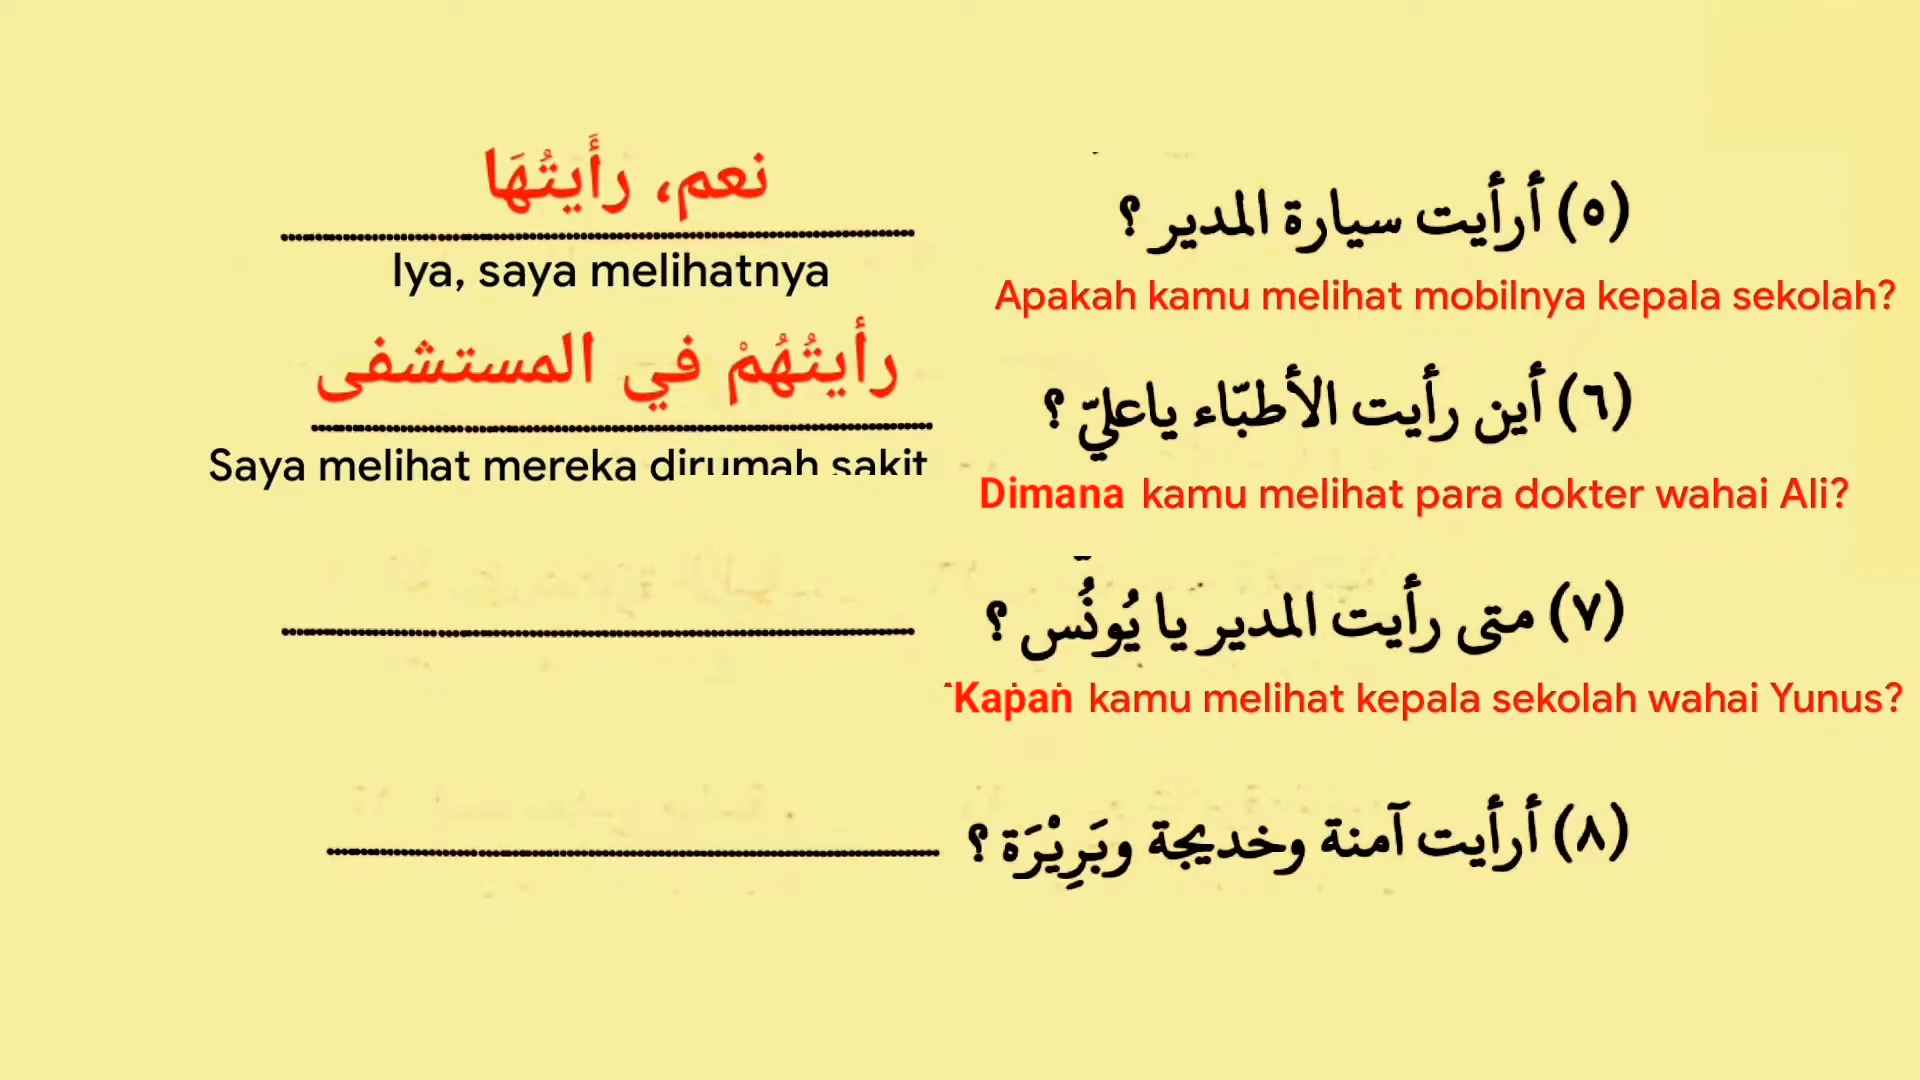 (٥) أرأيت سيارة المدير ؟
نعم، رأَيتُهَا
Apakah kamu melihat mobilnya kepala sekolah?
Iya, saya melihatnya
(٦) أين رأيت الأطبّاء ياعليّ ؟
رأيتُهُمْ في المستشفى
Dimana kamu melihat para dokter wahai Ali?
Saya melihat mereka dirumah sakit
(٧) متى رأيت المدير يا يُونُس ؟
Kapan kamu melihat kepala sekolah wahai Yunus?
(٨) أرأيت آمنة وخديجة وبَرِيْرَة ؟